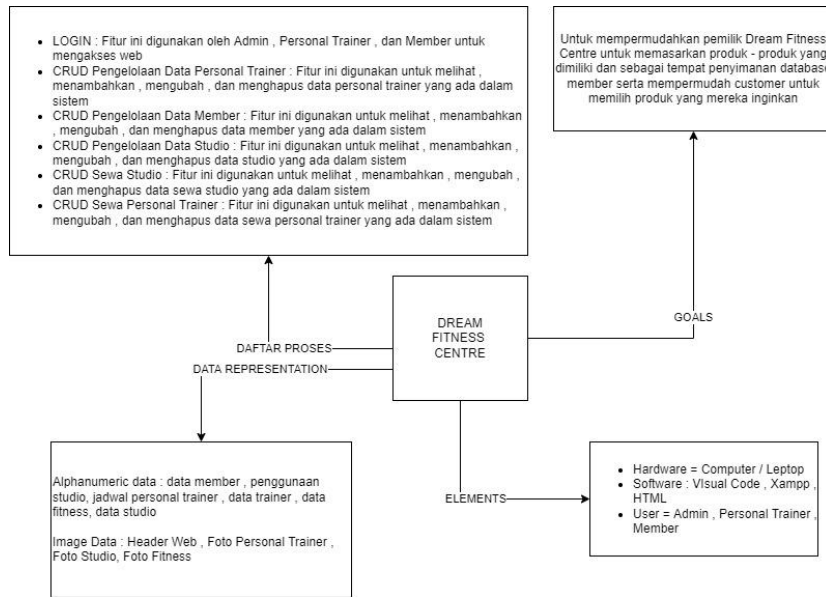 • LOGIN : Fitur ini digunakan oleh Admin , Personal Trainer , dan Member untuk
mengakses web
• CRUD Pengelolaan Data Personal Trainer : Fitur ini digunakan untuk melihat ,
menambahkan , mengubah , dan menghapus data personal trainer yang ada dalam
sistem
• CRUD Pengelolaan Data Member : Fitur ini digunakan untuk melihat , menambahkan
, mengubah , dan menghapus data member yang ada dalam sistem
• CRUD Pengelolaan Data Studio : Fitur ini digunakan untuk melihat , menambahkan ,
mengubah , dan menghapus data studio yang ada dalam sistem
• CRUD Sewa Studio : Fitur ini digunakan untuk melihat , menambahkan , mengubah ,
dan menghapus data sewa studio yang ada dalam sistem
• CRUD Sewa Personal Trainer : Fitur ini digunakan untuk melihat , menambahkan ,
mengubah , dan menghapus data sewa personal trainer yang ada dalam sistem
Untuk mempermudahkan pemilik Dream Fitness
Centre untuk memasarkan produk - produk yang
dimiliki dan sebagai tempat penyimanan database
member serta mempermudah customer untuk
memilih produk yang mereka inginkan
DREAM
FITNESS
CENTRE
GOALS
DAFTAR PROSES
DATA REPRESENTATION
ELEMENTS
Alphanumeric data : data member , penggunaan
studio, jadwal personal trainer , data trainer , data
fitness, data studio
Image Data : Header Web , Foto Personal Trainer ,
Foto Studio, Foto Fitness
• Hardware = Computer / Leptop
• Software : VIsual Code , Xampp ,
HTML
• User = Admin , Personal Trainer ,
Member